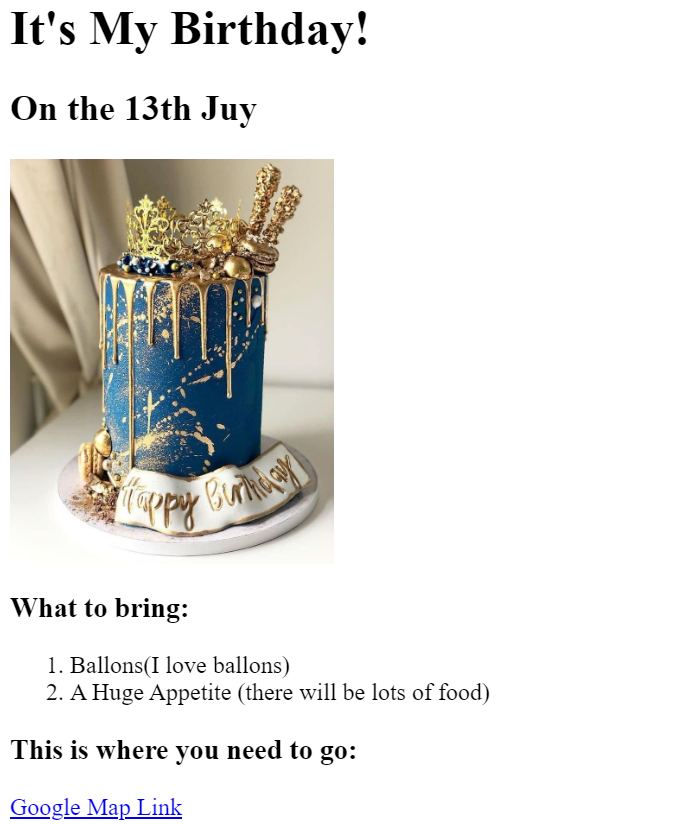 It's My Birthday!
On the 13th Juy
Happy Birthday
What to bring:
1. Ballons(I love ballons)
2. A Huge Appetite (there will be lots of food)
This is where you need to go:
Google Map Link